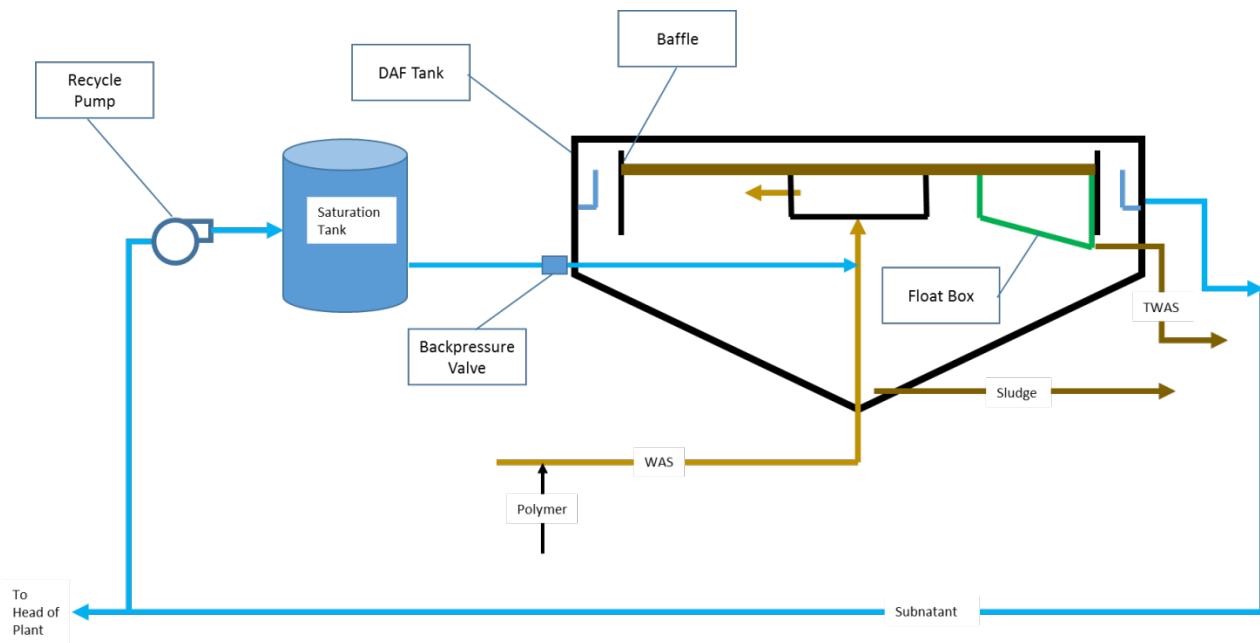 Baffle
DAF Tank
Recycle
Pump
Saturation
Tank
Float Box
TWAS
Backpressure
Valve
Sludge
WAS
Polymer
To
Head of
Plant
Subnatant